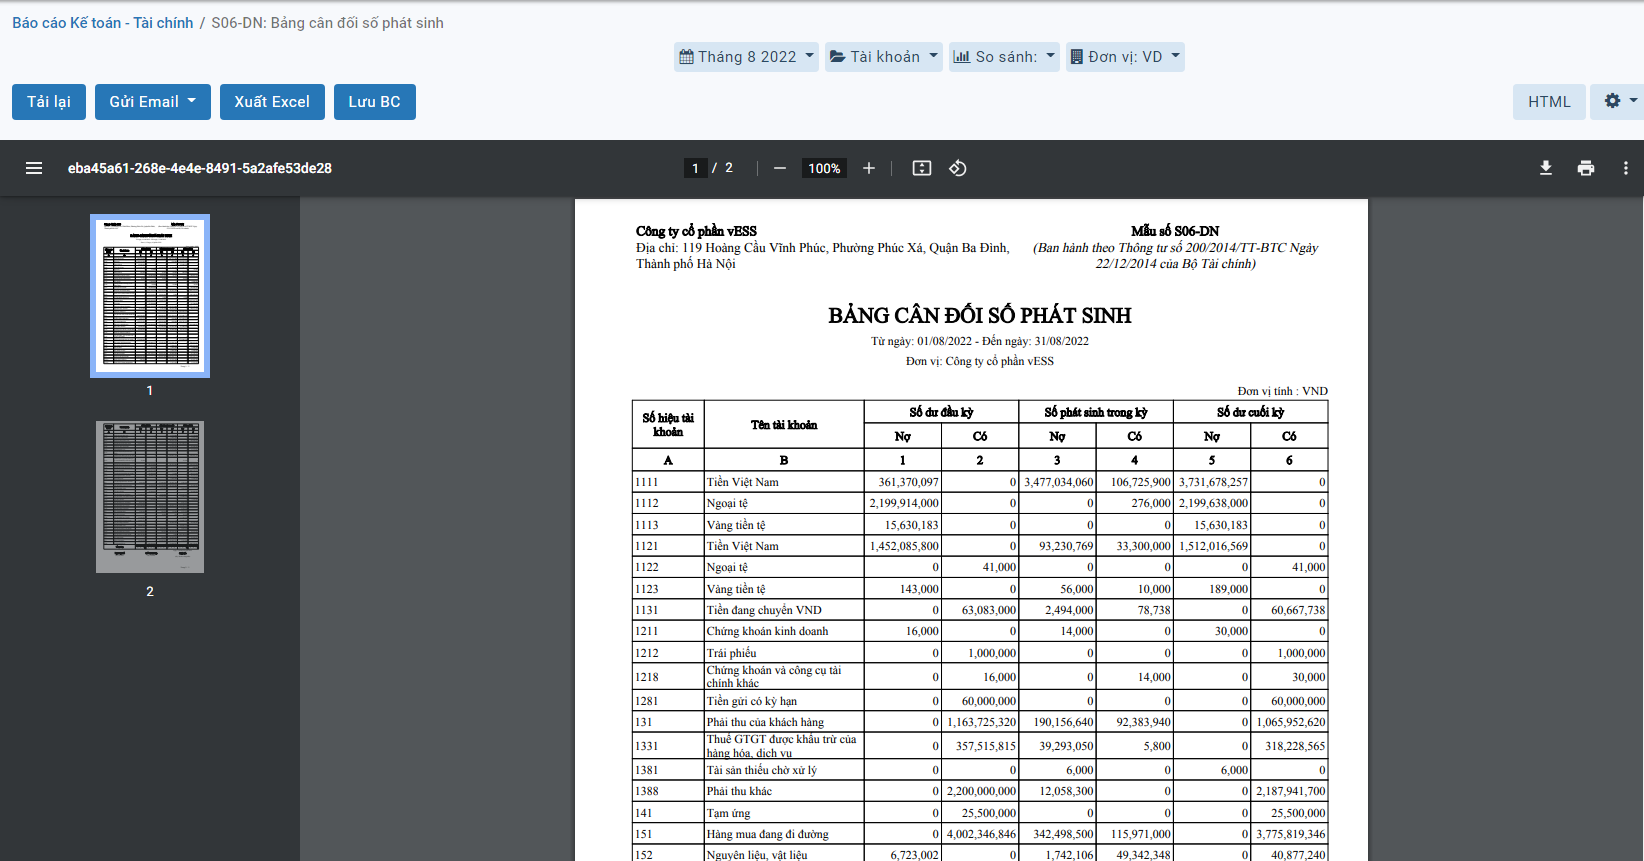 Báo cáo Kế toán - Tài chính / S06-DN: Bảng cân đối số phát sinh
Tháng 8 2022 Tài khoản So sánh: Đơn vị: VD
Tải lại Gửi Email Xuất Excel Lưu BC HTML
eba45a61-268e-4e4e-8491-5a2afe53de28 1 / 2 100%
1
2
Công ty cổ phần vESS
Địa chỉ: 119 Hoàng Cầu Vĩnh Phúc, Phường Phúc Xá, Quận Ba Đình,
Thành phố Hà Nội
Mẫu số S06-DN
(Ban hành theo Thông tư số 200/2014/TT-BTC Ngày
22/12/2014 của Bộ Tài chính)
BẢNG CÂN ĐỐI SỐ PHÁT SINH
Từ ngày: 01/08/2022 - Đến ngày: 31/08/2022
Đơn vị: Công ty cổ phần vESS
Đơn vị tính : VND
Số hiệu tài
khoản
Tên tài khoản
Số dư đầu kỳ Số phát sinh trong kỳ Số dư cuối kỳ
Nợ Có Nợ Có Nợ Có
A B 1 2 3 4 5 6
1111 Tiền Việt Nam 361,370,097 0 3,477,034,060 106,725,900 3,731,678,257 0
1112 Ngoại tệ 2,199,914,000 0 0 276,000 2,199,638,000 0
1113 Vàng tiền tệ 15,630,183 0 0 0 15,630,183 0
1121 Tiền Việt Nam 1,452,085,800 0 93,230,769 33,300,000 1,512,016,569 0
1122 Ngoại tệ 0 41,000 0 0 0 41,000
1123 Vàng tiền tệ 143,000 0 56,000 10,000 189,000 0
1131 Tiền đang chuyển VND 0 63,083,000 2,494,000 78,738 0 60,667,738
1211 Chứng khoán kinh doanh 16,000 0 14,000 0 30,000 0
1212 Trái phiếu 0 1,000,000 0 0 0 1,000,000
1218 Chứng khoán và công cụ tài
chính khác 0 16,000 0 14,000 0 30,000
1281 Tiền gửi có kỳ hạn 0 60,000,000 0 0 0 60,000,000
131 Phải thu của khách hàng 0 1,163,725,320 190,156,640 92,383,940 0 1,065,952,620
1331 Thuế GTGT được khấu trừ của
hàng hóa, dịch vụ 0 357,515,815 39,293,050 5,800 0 318,228,565
1381 Tài sản thiếu chờ xử lý 0 0 6,000 0 6,000 0
1388 Phải thu khác 0 2,200,000,000 12,058,300 0 0 2,187,941,700
141 Tạm ứng 0 25,500,000 0 0 0 25,500,000
151 Hàng mua đang đi đường 0 4,002,346,846 342,498,500 115,971,000 0 3,775,819,346
152 Nguyên liệu, vật liệu 6,723,002 0 1,742,106 49,342,348 0 40,877,240